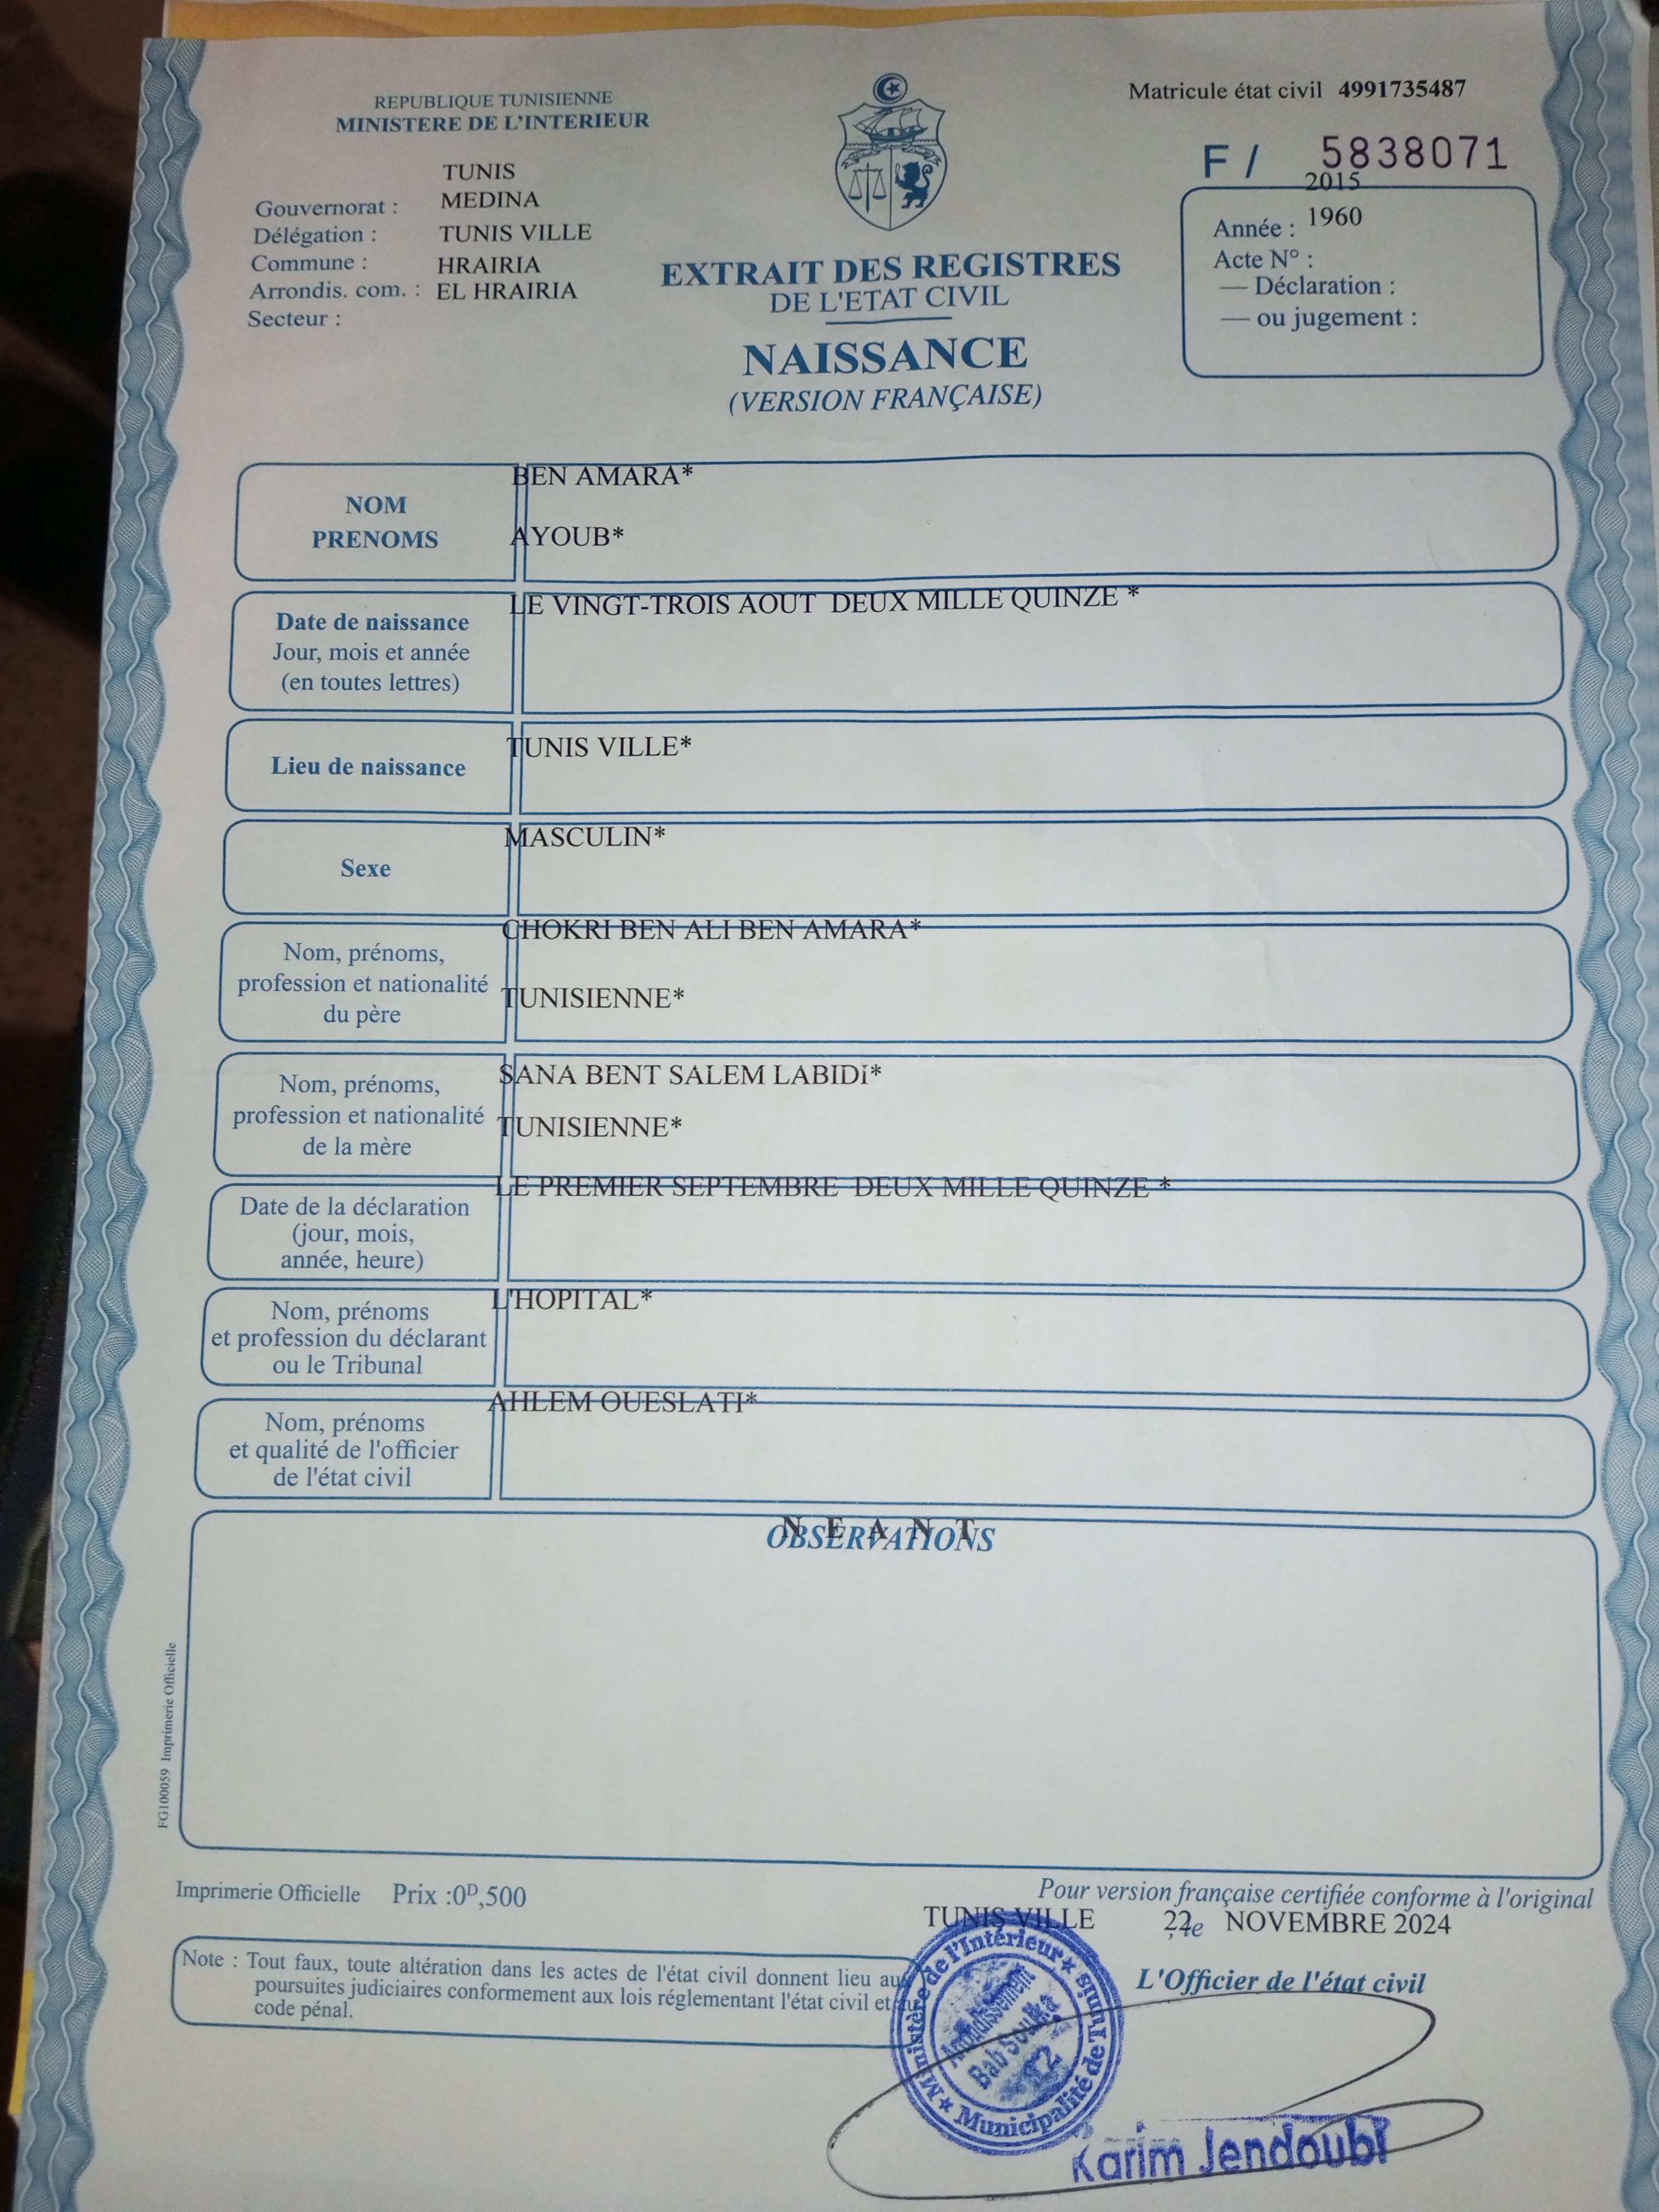 REPUBLIQUE TUNISIENNE
MINISTERE DE L'INTERIEUR
TUNIS
Gouvernorat : MEDINA
Délégation : TUNIS VILLE
Commune : HRAIRIA
Arrondis. com. : EL HRAIRIA
Secteur :
EXTRAIT DES REGISTRES
DE L'ETAT CIVIL
NAISSANCE
(VERSION FRANÇAISE)
Matricule état civil 4991735487
F / 5838071
2015
Année : 1960
Acte N° :
— Déclaration :
— ou jugement :
NOM
PRENOMS
BEN AMARA*
AYOUB*
Date de naissance
Jour, mois et année
(en toutes lettres)
LE VINGT-TROIS AOUT DEUX MILLE QUINZE *
Lieu de naissance
TUNIS VILLE*
Sexe
MASCULIN*
Nom, prénoms,
profession et nationalité
du père
CHOKRI BEN ALI BEN AMARA*
TUNISIENNE*
Nom, prénoms,
profession et nationalité
de la mère
SANA BENT SALEM LABIDI*
TUNISIENNE*
Date de la déclaration
(jour, mois,
année, heure)
LE PREMIER SEPTEMBRE DEUX MILLE QUINZE *
Nom, prénoms
et profession du déclarant
ou le Tribunal
L'HOPITAL*
Nom, prénoms
et qualité de l'officier
de l'état civil
AHLEM OUESLATI*
N E A N T
OBSERVATIONS
FG100059 Imprimerie Officielle
Imprimerie Officielle Prix :0ᴰ,500
Pour version française certifiée conforme à l'original
TUNIS VILLE 22 ,le NOVEMBRE 2024
Note : Tout faux, toute altération dans les actes de l'état civil donnent lieu aux
poursuites judiciaires conformement aux lois réglementant l'état civil et au
code pénal.
L'Officier de l'état civil
Ministère de l'Intérieur ★ Municipalité de Tunis ★
Arrondissement
Bab Souika
12
Karim Jendoubi